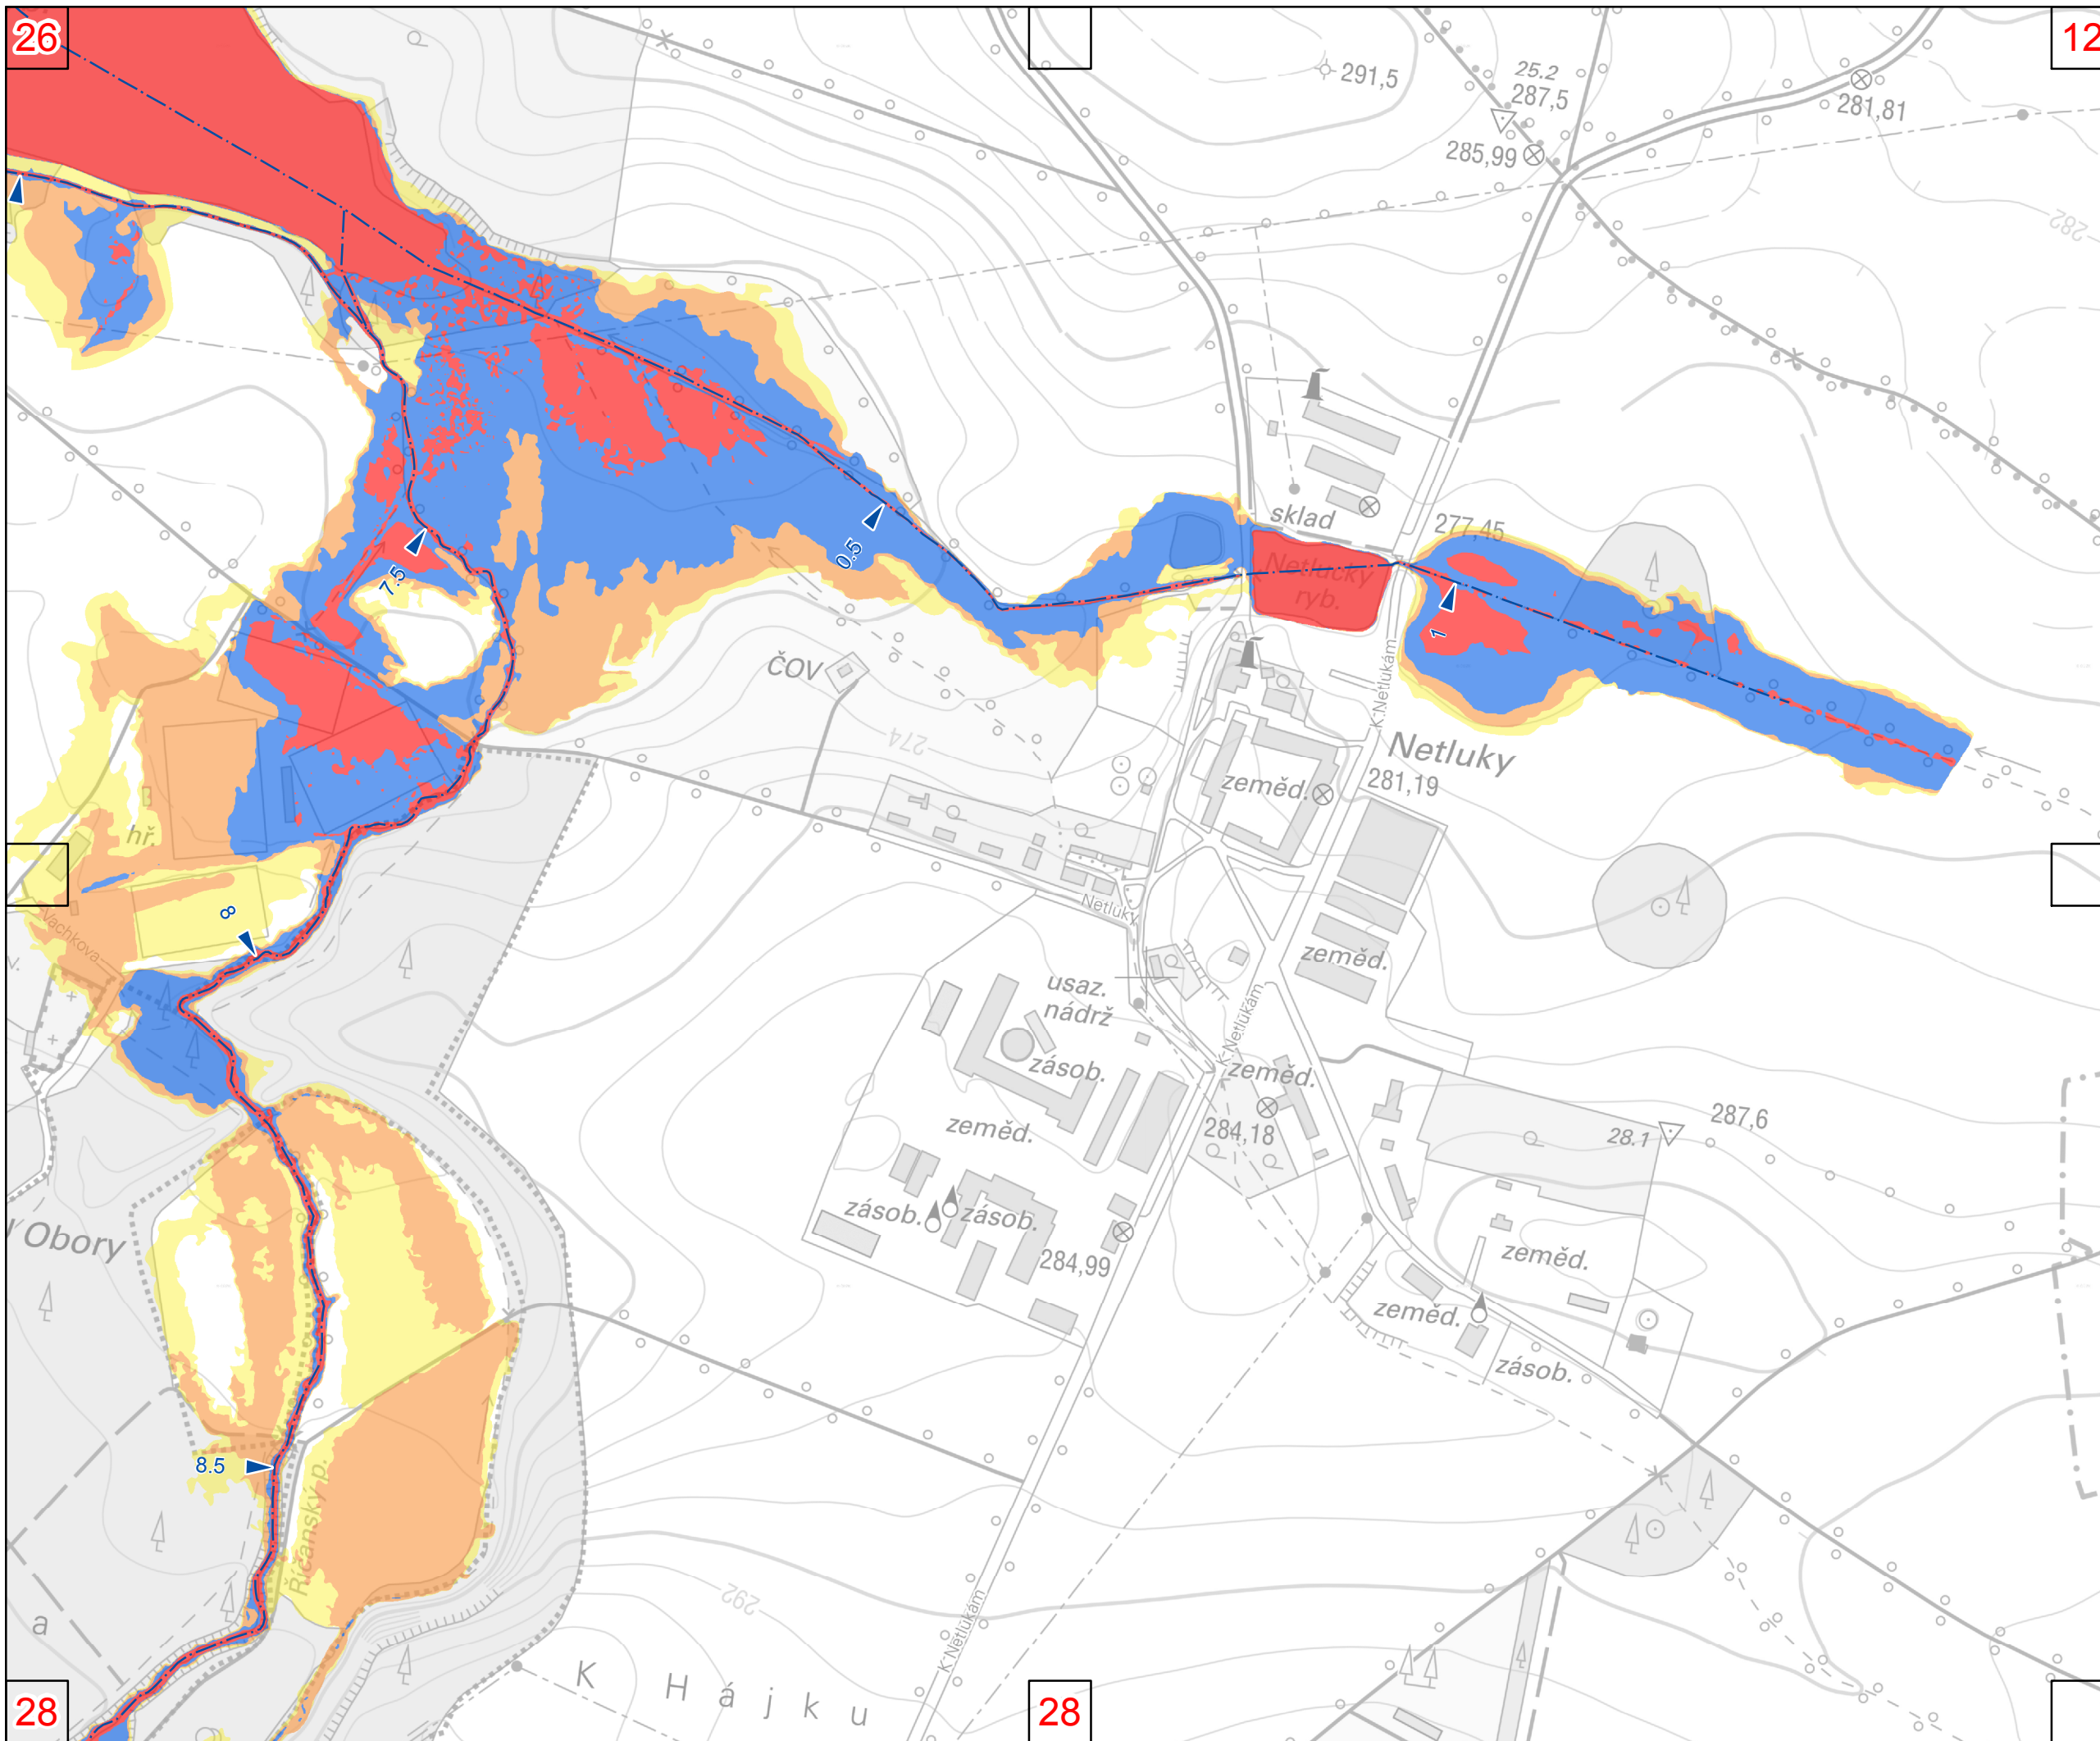 26
12
291,5
25.2
287,5
281,81
285,99
282
sklad
277,45
Netlucký
ryb.
0.5
7.5
1
ČOV
274
K Netlukám
Netluky
281,19
zeměd.
hř.
Netluky
8
Vachkova
v.
zeměd.
usaz.
nádrž
K Netlukám
zásob.
zeměd.
284,18
zeměd.
28.1
287,6
zásob.
zásob.
284,99
Obory
zeměd.
zeměd.
zásob.
8.5
Říčanský p.
292
K Netlukám
a
K Hájku
28
28